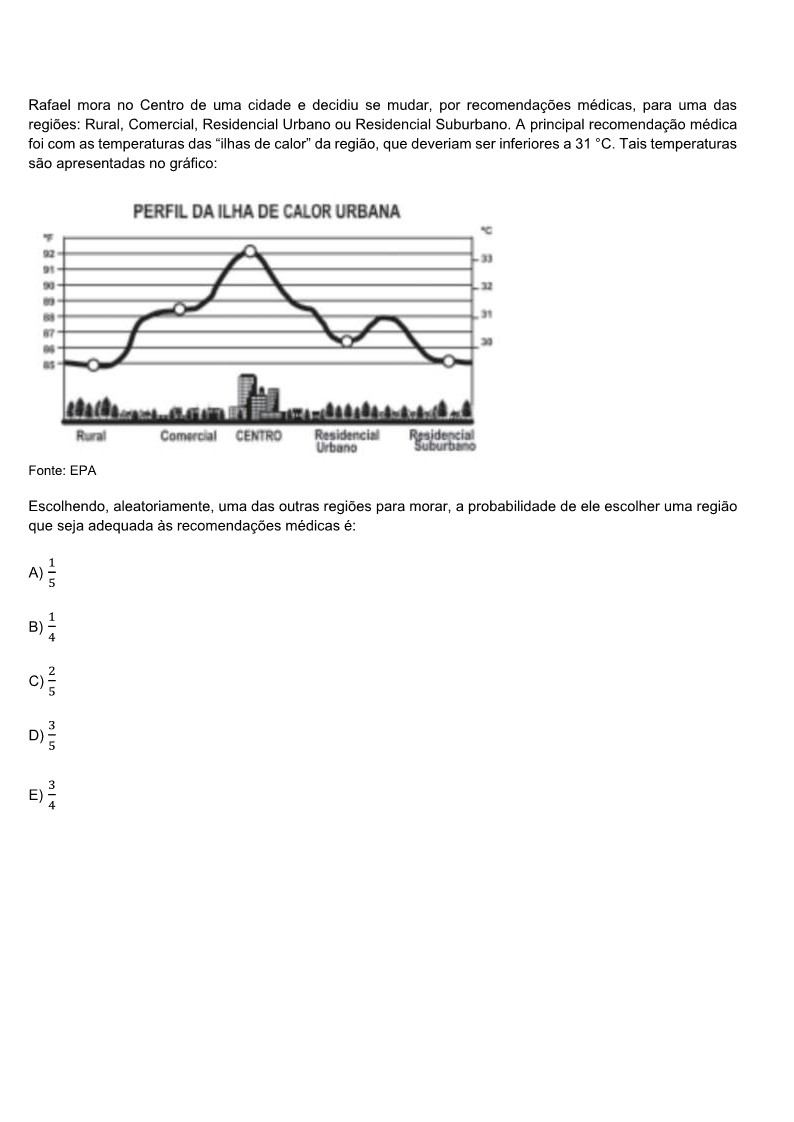 Rafael mora no Centro de uma cidade e decidiu se mudar, por recomendações médicas, para uma das
regiões: Rural, Comercial, Residencial Urbano ou Residencial Suburbano. A principal recomendação médica
foi com as temperaturas das “ilhas de calor” da região, que deveriam ser inferiores a 31 °C. Tais temperaturas
são apresentadas no gráfico:
PERFIL DA ILHA DE CALOR URBANA
°F
°C
92
91
90
89
88
87
86
85
33
32
31
30
Rural
Comercial
CENTRO
Residencial
Urbano
Residencial
Suburbano
Fonte: EPA
Escolhendo, aleatoriamente, uma das outras regiões para morar, a probabilidade de ele escolher uma região
que seja adequada às recomendações médicas é:
A) 1/5
B) 1/4
C) 2/5
D) 3/5
E) 3/4